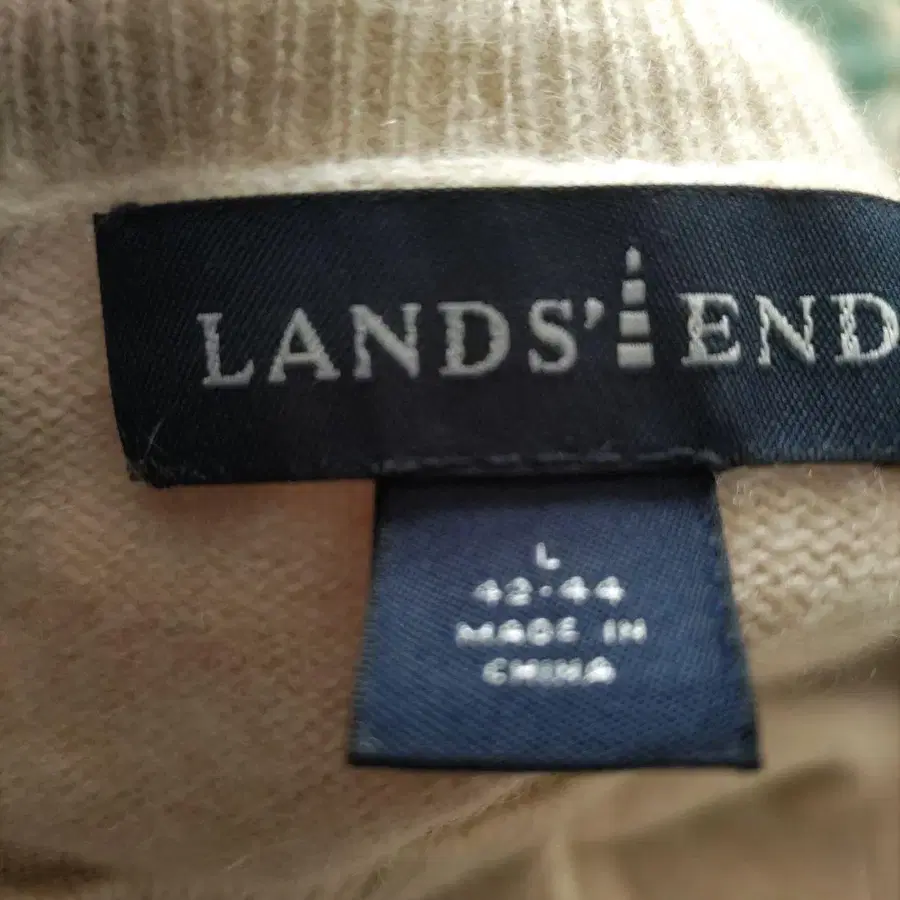 LANDS' END
L
42-44
MADE IN
CHINA